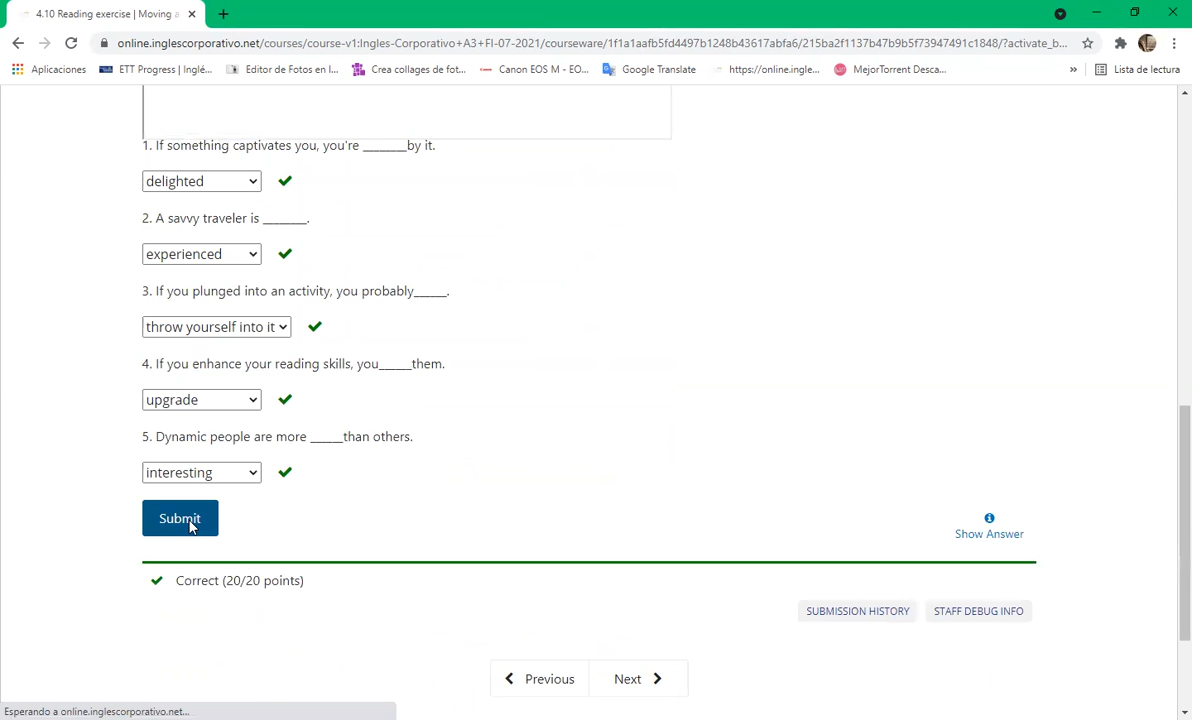 4.10 Reading exercise | Moving a
online.inglescorporativo.net/courses/course-v1:Ingles-Corporativo+A3+FI-07-2021/courseware/1f1a1aafb5fd4497b1248b43617abfa6/215ba2f1137b47b9b5f73947491c1848/?activate_b...
Aplicaciones
ETT Progress | Inglé...
Editor de Fotos en l...
Crea collages de fot...
Canon EOS M - EO...
Google Translate
https://online.ingle...
MejorTorrent Desca...
»
Lista de lectura
1. If something captivates you, you're _______by it.
delighted
2. A savvy traveler is _______.
experienced
3. If you plunged into an activity, you probably_____.
throw yourself into it
4. If you enhance your reading skills, you_____them.
upgrade
5. Dynamic people are more _____than others.
interesting
Submit
Show Answer
Correct (20/20 points)
SUBMISSION HISTORY
STAFF DEBUG INFO
Previous
Next
Esperando a online.inglescorporativo.net...